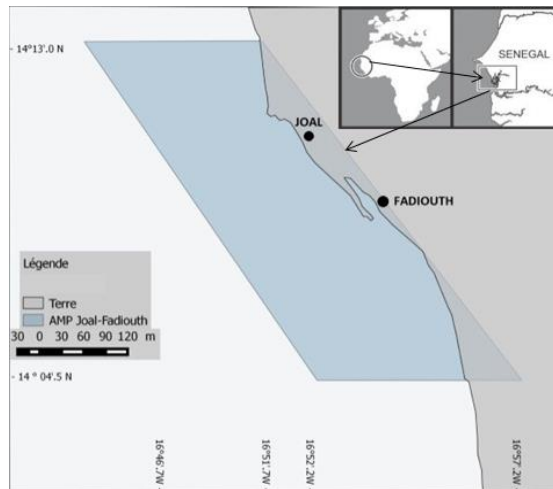 14°13.0 N
SENEGAL
JOAL
FADIOUTH
Légende
Terre
AMP Joal-Fadiouth
30 0 30 60 90 120 m
14 ° 04'.5 N
16°46.7'W
16°51.7'W
16°52.2'W
16°57.2'W